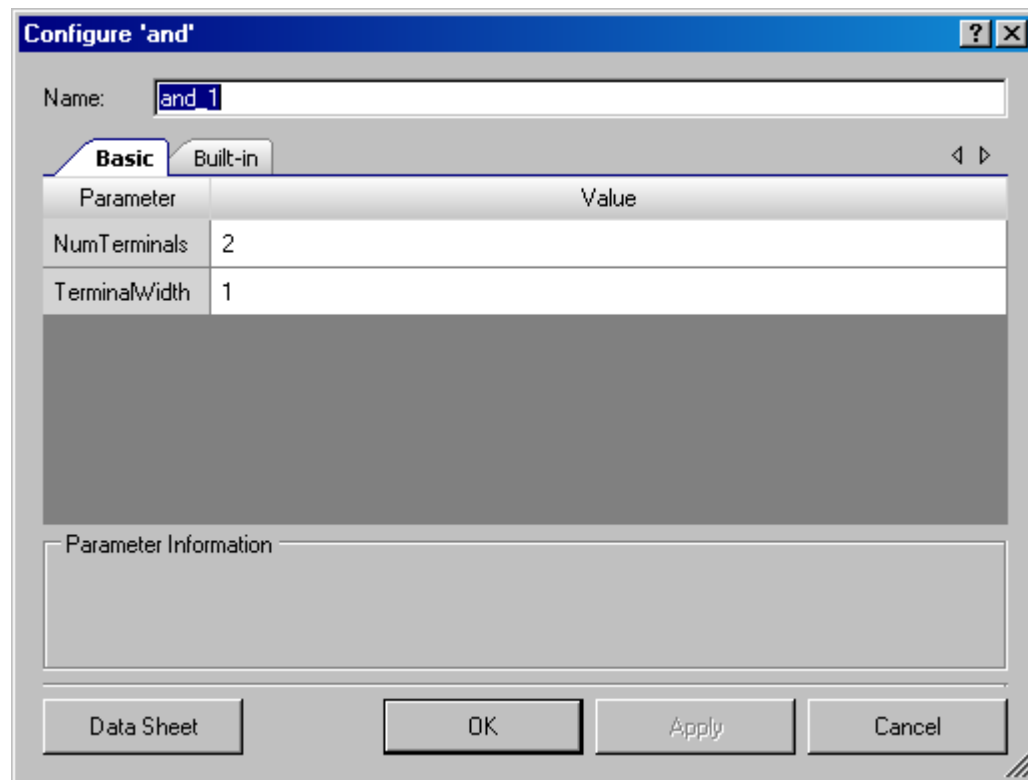 Configure 'and'
Name: and_1
Basic Built-in
Parameter Value
NumTerminals 2
TerminalWidth 1
Parameter Information
Data Sheet OK Apply Cancel